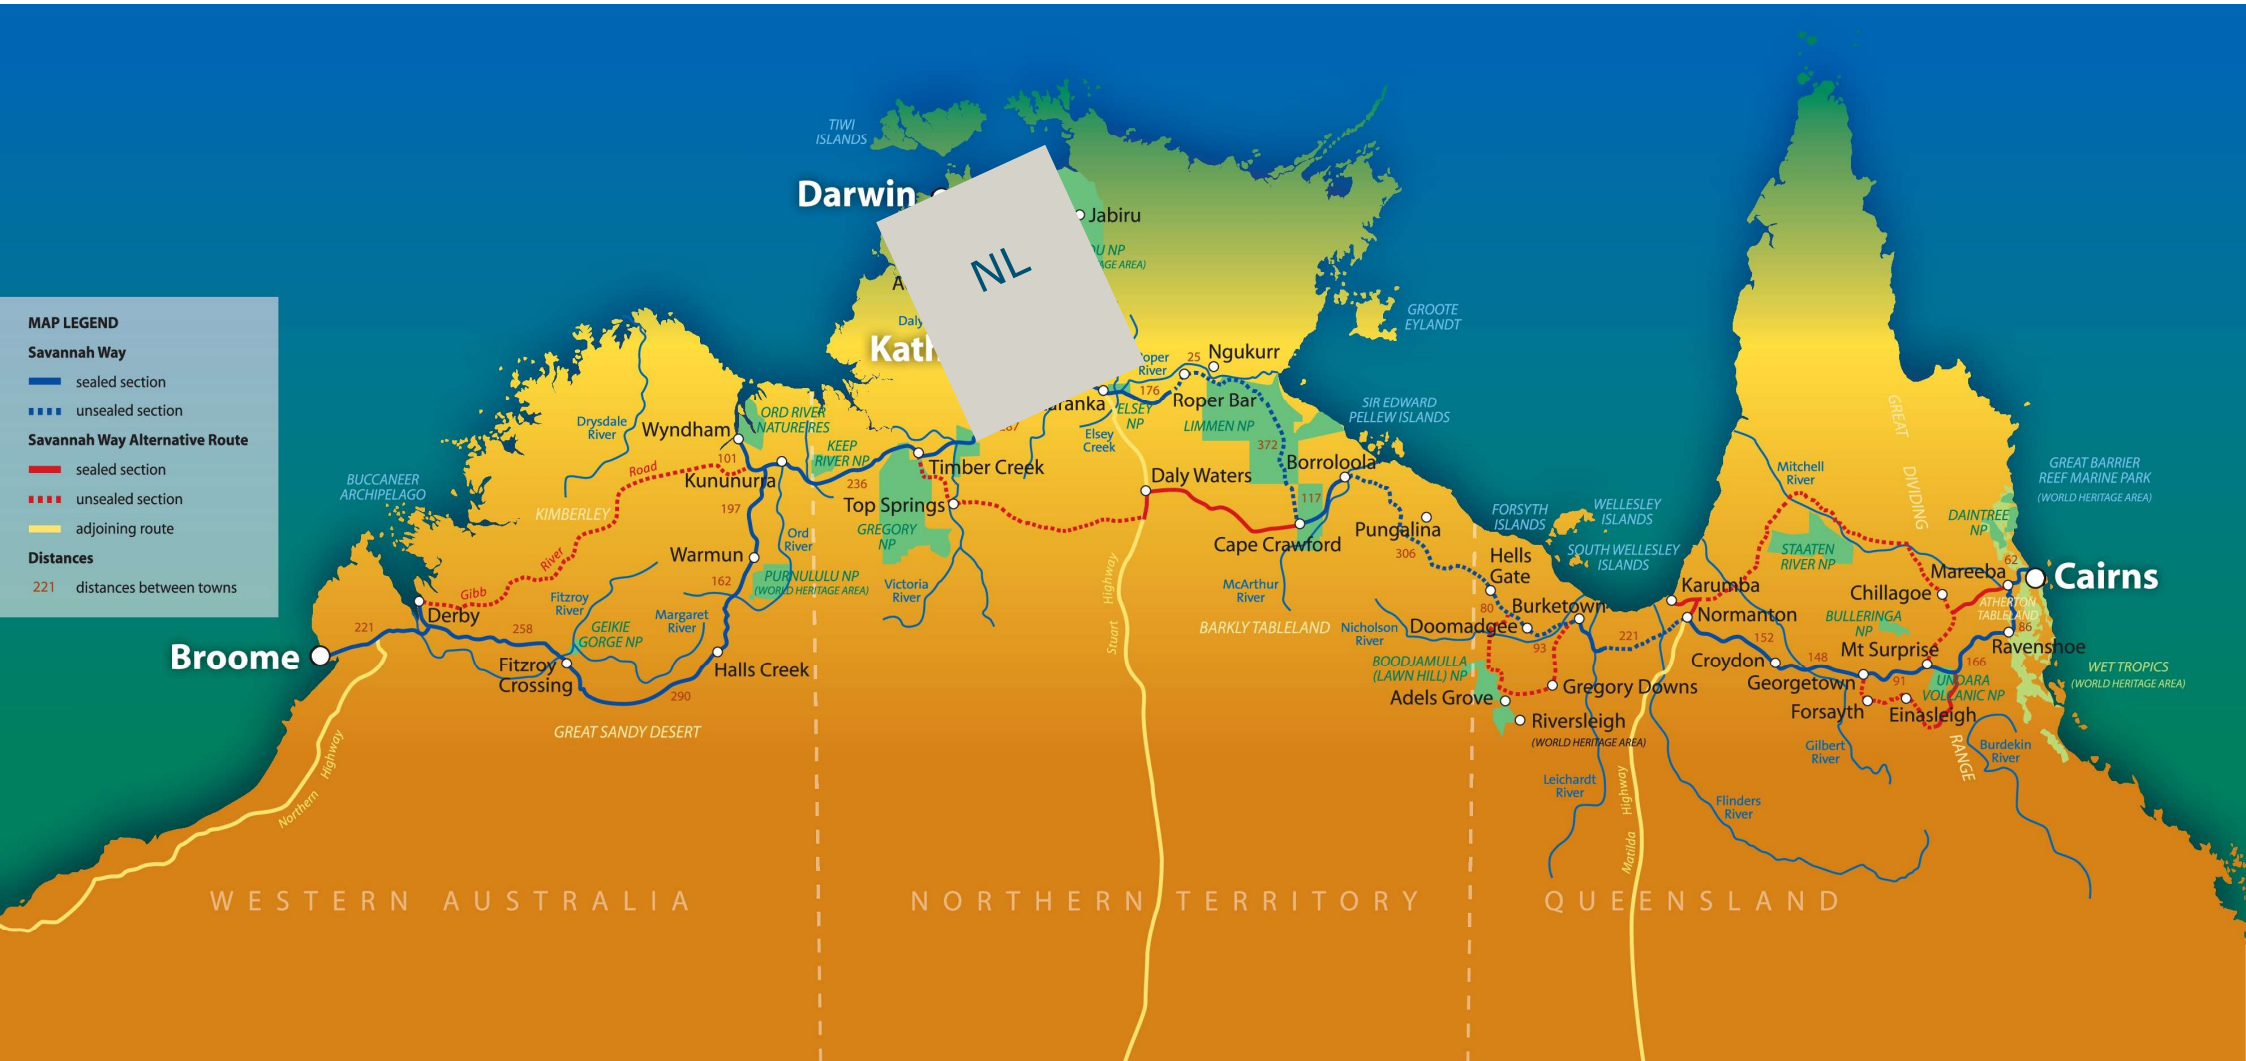 TIWI
ISLANDS
Darwin
Jabiru
NL
MAP LEGEND
Savannah Way
sealed section
unsealed section
Savannah Way Alternative Route
sealed section
unsealed section
adjoining route
Distances
221 distances between towns
GROOTE
EYLANDT
River
25
Ngukurr
176
Roper Bar
ELSEY
NP
Elsey
Creek
LIMMEN NP
372
SIR EDWARD
PELLEW ISLANDS
Drysdale
River
Wyndham
ORD RIVER
NATURE RES
KEEP
RIVER NP
101
Kununurra
236
Timber Creek
Top Springs
GREGORY
NP
Daly Waters
Borroloola
117
Cape Crawford
Pungalina
306
BUCCANEER
ARCHIPELAGO
KIMBERLEY
Gibb
River
Road
197
Ord
River
Warmun
162
PURNULULU NP
(WORLD HERITAGE AREA)
Victoria
River
McArthur
River
BARKLY TABLELAND
Stuart Highway
Derby
221
Broome
258
Fitzroy
River
GEIKIE
GORGE NP
Margaret
River
Fitzroy
Crossing
Halls Creek
290
GREAT SANDY DESERT
Northern Highway
FORSYTH
ISLANDS
WELLESLEY
ISLANDS
SOUTH WELLESLEY
ISLANDS
Hells
Gate
80
Burketown
Doomadgee
Nicholson
River
93
221
BOODJAMULLA
(LAWN HILL) NP
Adels Grove
Gregory Downs
Riversleigh
(WORLD HERITAGE AREA)
Leichardt
River
Matilda Highway
Flinders
River
Karumba
Normanton
152
Croydon
148
Georgetown
Forsayth
Einasleigh
91
Mt Surprise
166
UNDARA
VOLCANIC NP
Gilbert
River
Burdekin
River
Mitchell
River
STAATEN
RIVER NP
BULLERINGA
NP
Chillagoe
Mareeba
62
Cairns
ATHERTON
TABLELAND
86
Ravenshoe
DAINTREE
NP
GREAT DIVIDING RANGE
GREAT BARRIER
REEF MARINE PARK
(WORLD HERITAGE AREA)
WET TROPICS
(WORLD HERITAGE AREA)
WESTERN AUSTRALIA
NORTHERN TERRITORY
QUEENSLAND